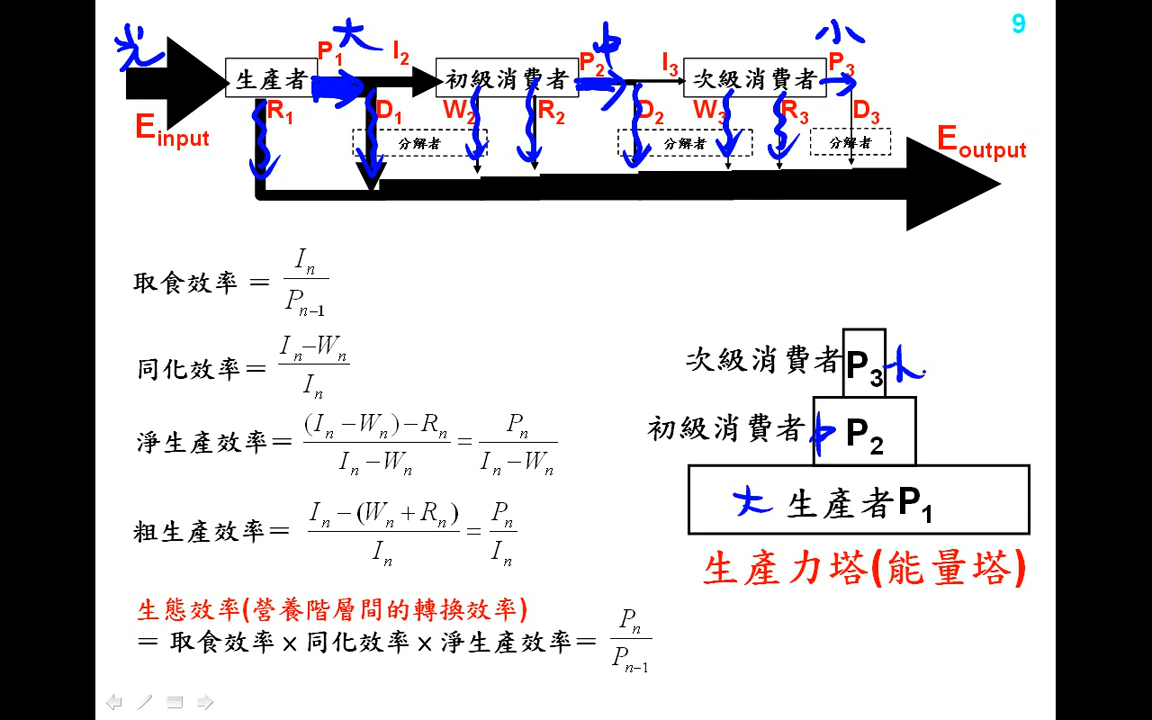 9
光 大 中 小
P1 I2 P2 I3 P3
生產者 初級消費者 次級消費者
Einput R1 D1 W2 R2 D2 W3 R3 D3 Eoutput
分解者 分解者 分解者
取食效率 = In / Pn-1
同化效率 = In-Wn / In
淨生產效率 = (In-Wn)-Rn / In-Wn = Pn / In-Wn
粗生產效率 = In-(Wn+Rn) / In = Pn / In
生態效率(營養階層間的轉換效率)
= 取食效率 x 同化效率 x 淨生產效率 = Pn / Pn-1
次級消費者 P3 小
初級消費者 中 P2
大 生產者P1
生產力塔(能量塔)